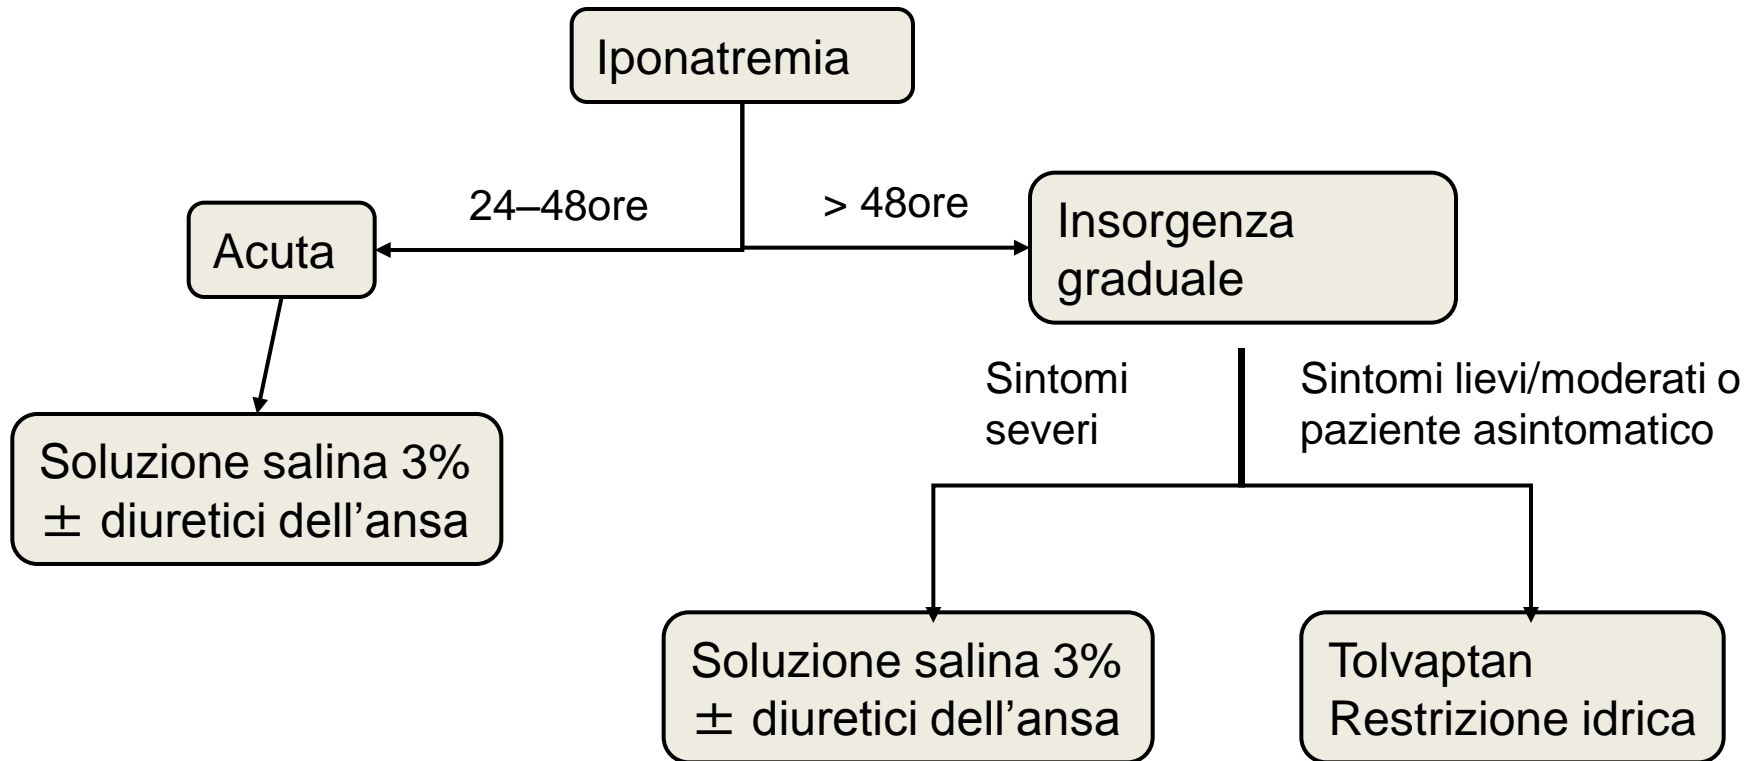 Iponatremia
24–48ore
> 48ore
Acuta
Insorgenza
graduale
Sintomi
severi
Sintomi lievi/moderati o
paziente asintomatico
Soluzione salina 3%
± diuretici dell’ansa
Soluzione salina 3%
± diuretici dell’ansa
Tolvaptan
Restrizione idrica